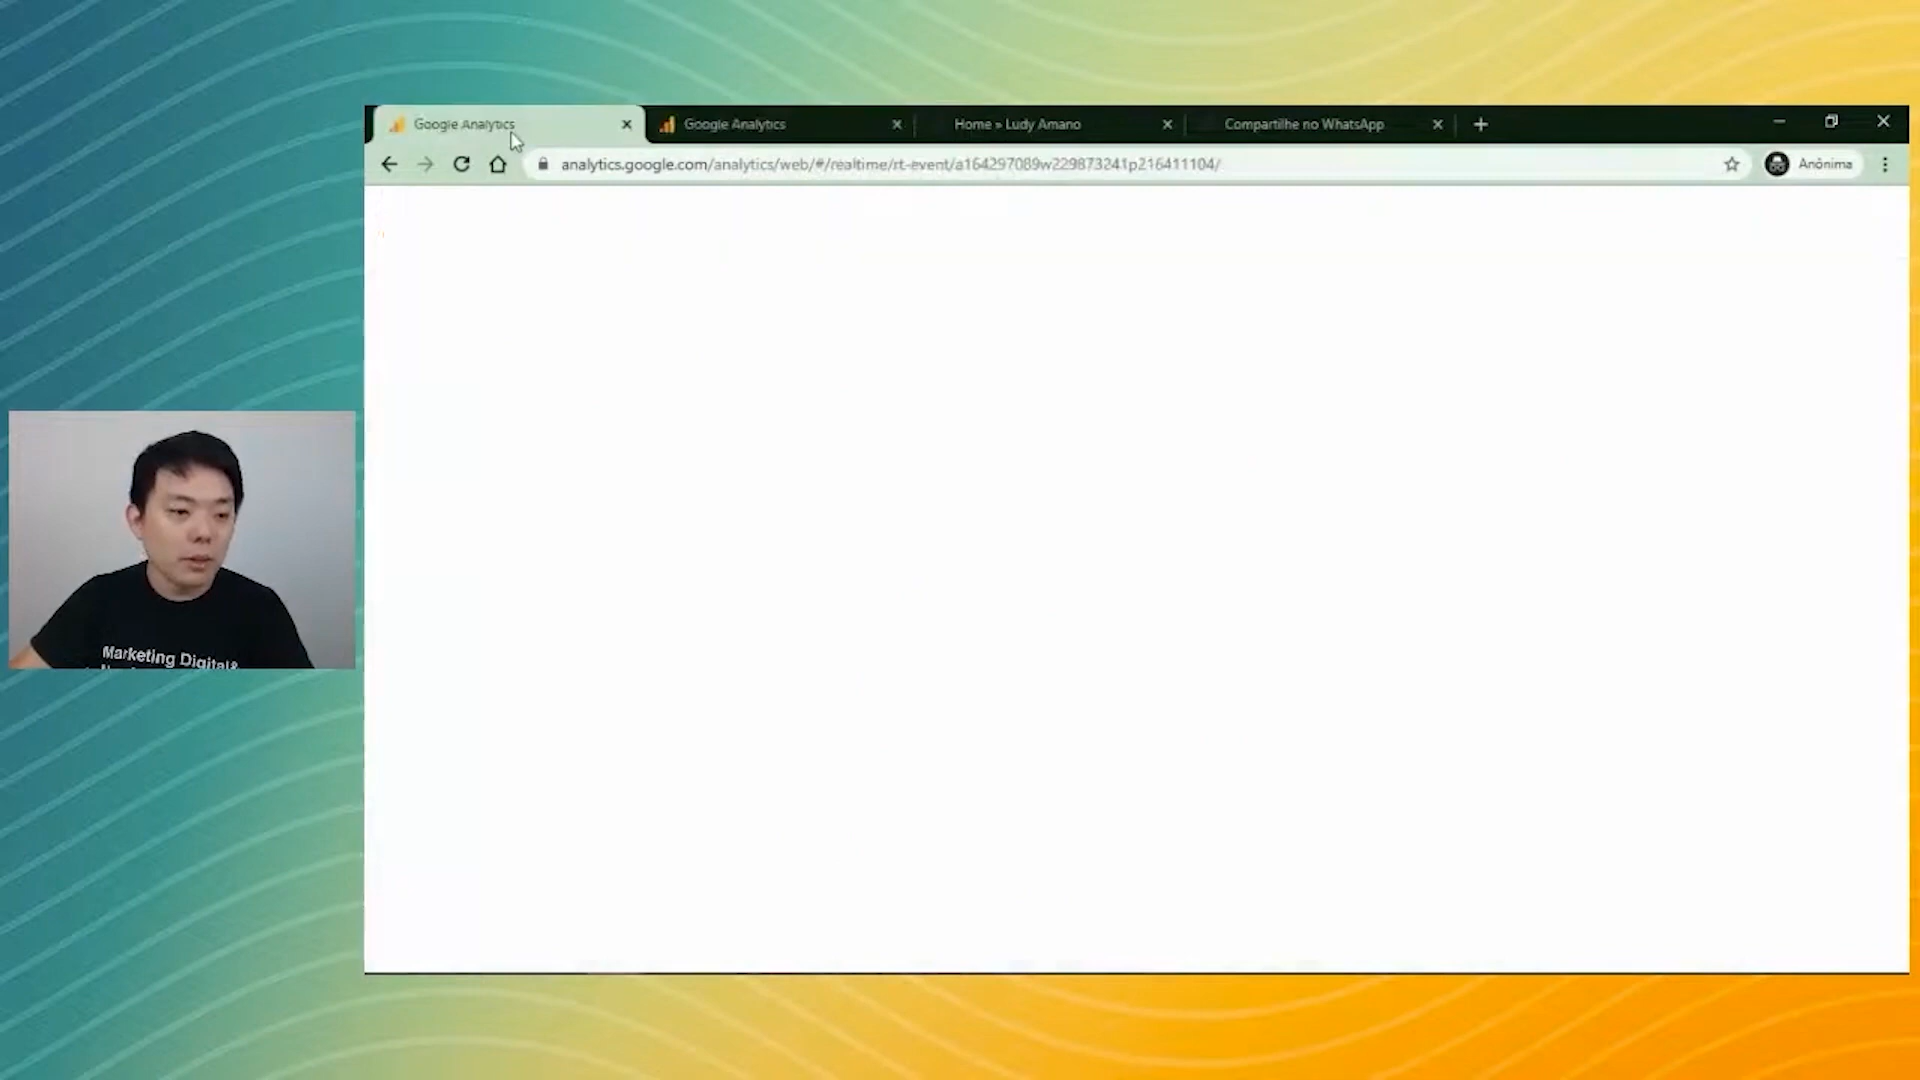 Google Analytics
Google Analytics
Home » Ludy Amano
Compartilhe no WhatsApp
analytics.google.com/analytics/web/#/realtime/rt-event/a164297089w229873241p216411104/
Anônima
Marketing Digital&